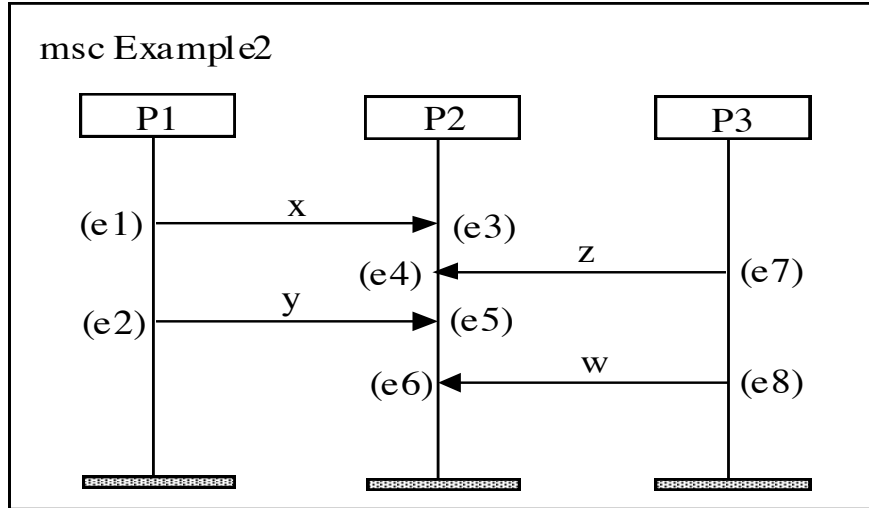 msc Example2
P1 P2 P3
x
(e1) (e3)
z
(e4) (e7)
y
(e2) (e5)
w
(e6) (e8)